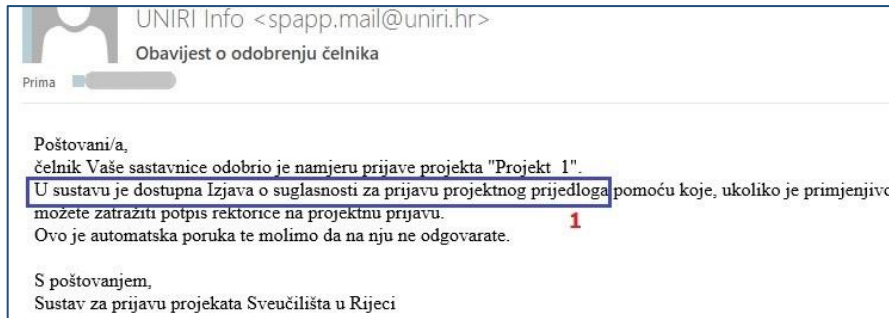 UNIRI Info <spapp.mail@uniri.hr>
Obavijest o odobrenju čelnika
Prima
Poštovani/a,
čelnik Vaše sastavnice odobrio je namjeru prijave projekta "Projekt 1".
U sustavu je dostupna Izjava o suglasnosti za prijavu projektnog prijedloga pomoću koje, ukoliko je primjenjivo
možete zatražiti potpis rektorice na projektnu prijavu.
1
Ovo je automatska poruka te molimo da na nju ne odgovarate.
S poštovanjem,
Sustav za prijavu projekata Sveučilišta u Rijeci